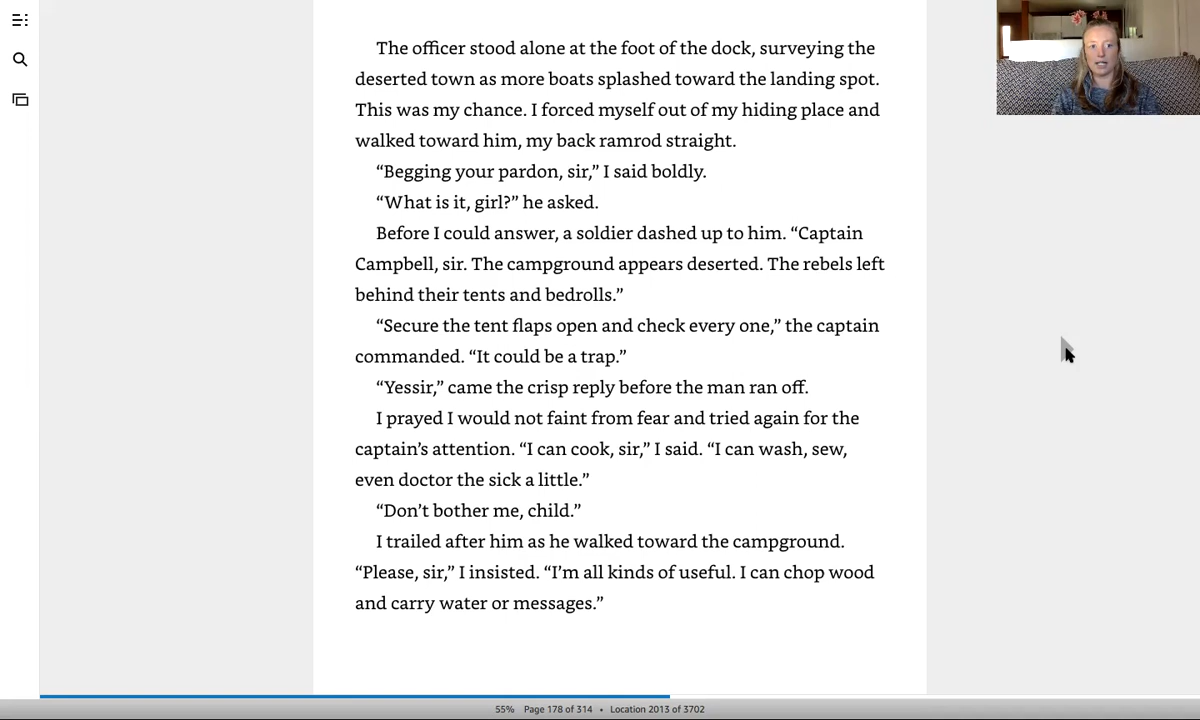 The officer stood alone at the foot of the dock, surveying the
deserted town as more boats splashed toward the landing spot.
This was my chance. I forced myself out of my hiding place and
walked toward him, my back ramrod straight.
“Begging your pardon, sir,” I said boldly.
“What is it, girl?” he asked.
Before I could answer, a soldier dashed up to him. “Captain
Campbell, sir. The campground appears deserted. The rebels left
behind their tents and bedrolls.”
“Secure the tent flaps open and check every one,” the captain
commanded. “It could be a trap.”
“Yessir,” came the crisp reply before the man ran off.
I prayed I would not faint from fear and tried again for the
captain’s attention. “I can cook, sir,” I said. “I can wash, sew,
even doctor the sick a little.”
“Don’t bother me, child.”
I trailed after him as he walked toward the campground.
“Please, sir,” I insisted. “I’m all kinds of useful. I can chop wood
and carry water or messages.”
55% Page 178 of 314 • Location 2013 of 3702